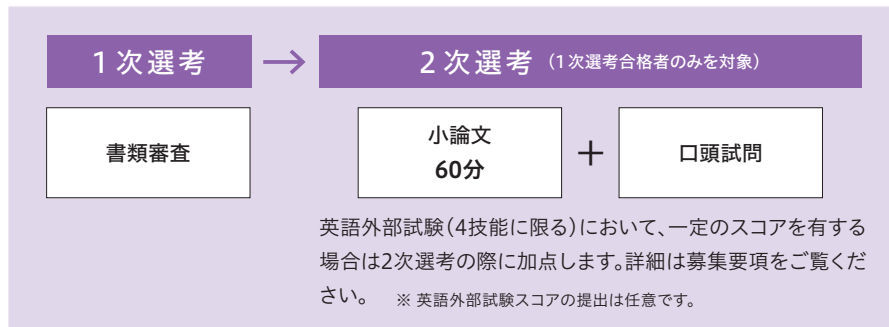 1次選考
2次選考（1次選考合格者のみを対象）
書類審査
小論文
60分
＋
口頭試問
英語外部試験（4技能に限る）において、一定のスコアを有する
場合は2次選考の際に加点します。詳細は募集要項をご覧くだ
さい。 ※ 英語外部試験スコアの提出は任意です。